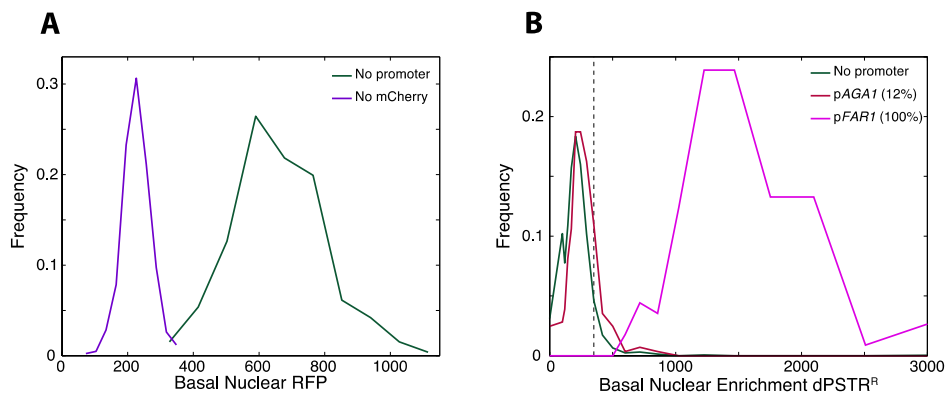 A
B
No promoter
No mCherry
0.3
0.2
0.1
0
Frequency
0 200 400 600 800 1000
Basal Nuclear RFP
No promoter
pAGA1 (12%)
pFAR1 (100%)
0.2
0.1
0
Frequency
0 1000 2000 3000
Basal Nuclear Enrichment dPSTRᴿ